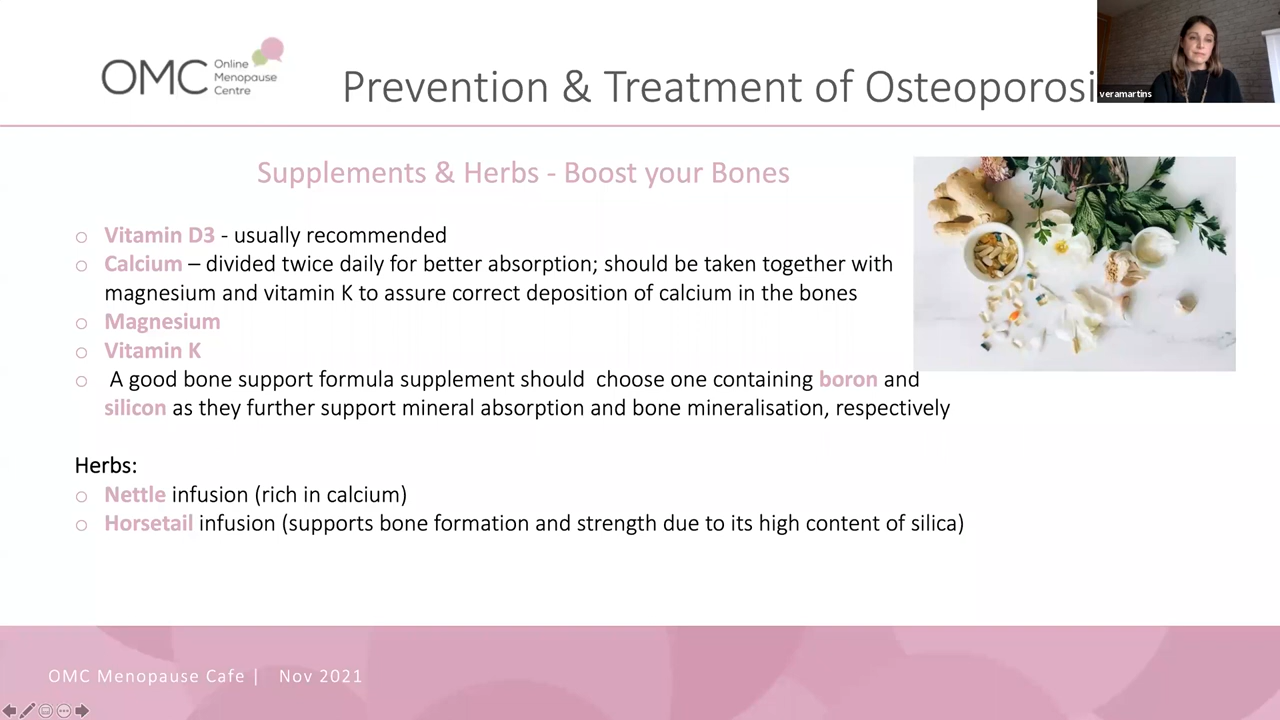 OMC Online
Menopause
Centre
Prevention & Treatment of Osteoporosi
veramartins
Supplements & Herbs - Boost your Bones
Vitamin D3 - usually recommended
Calcium – divided twice daily for better absorption; should be taken together with
magnesium and vitamin K to assure correct deposition of calcium in the bones
Magnesium
Vitamin K
A good bone support formula supplement should choose one containing boron and
silicon as they further support mineral absorption and bone mineralisation, respectively
Herbs:
Nettle infusion (rich in calcium)
Horsetail infusion (supports bone formation and strength due to its high content of silica)
OMC Menopause Cafe | Nov 2021